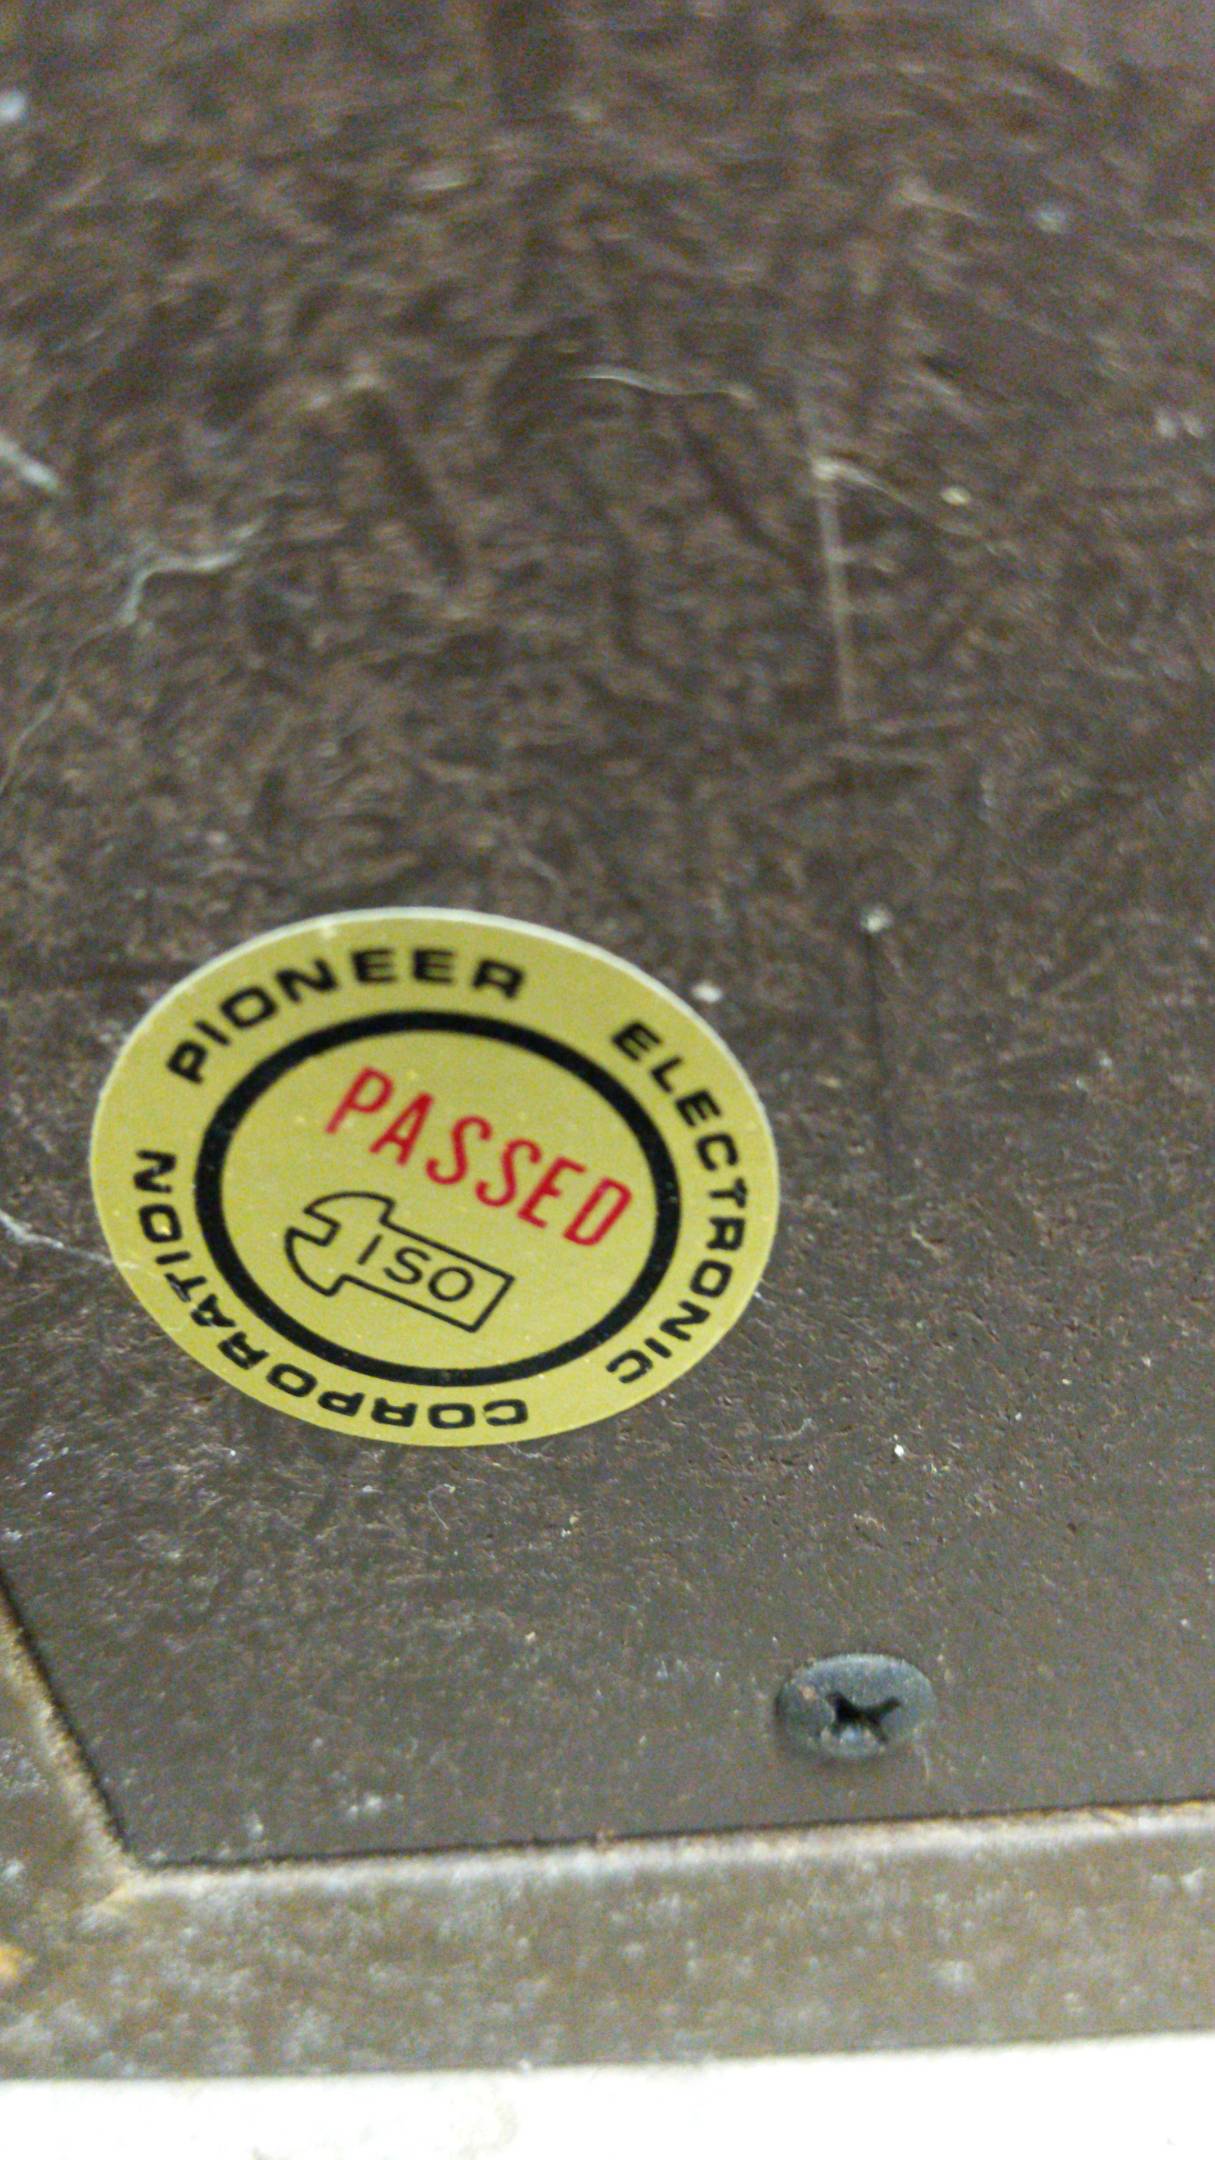 PIONEER ELECTRONIC CORPORATION
PASSED
ISO